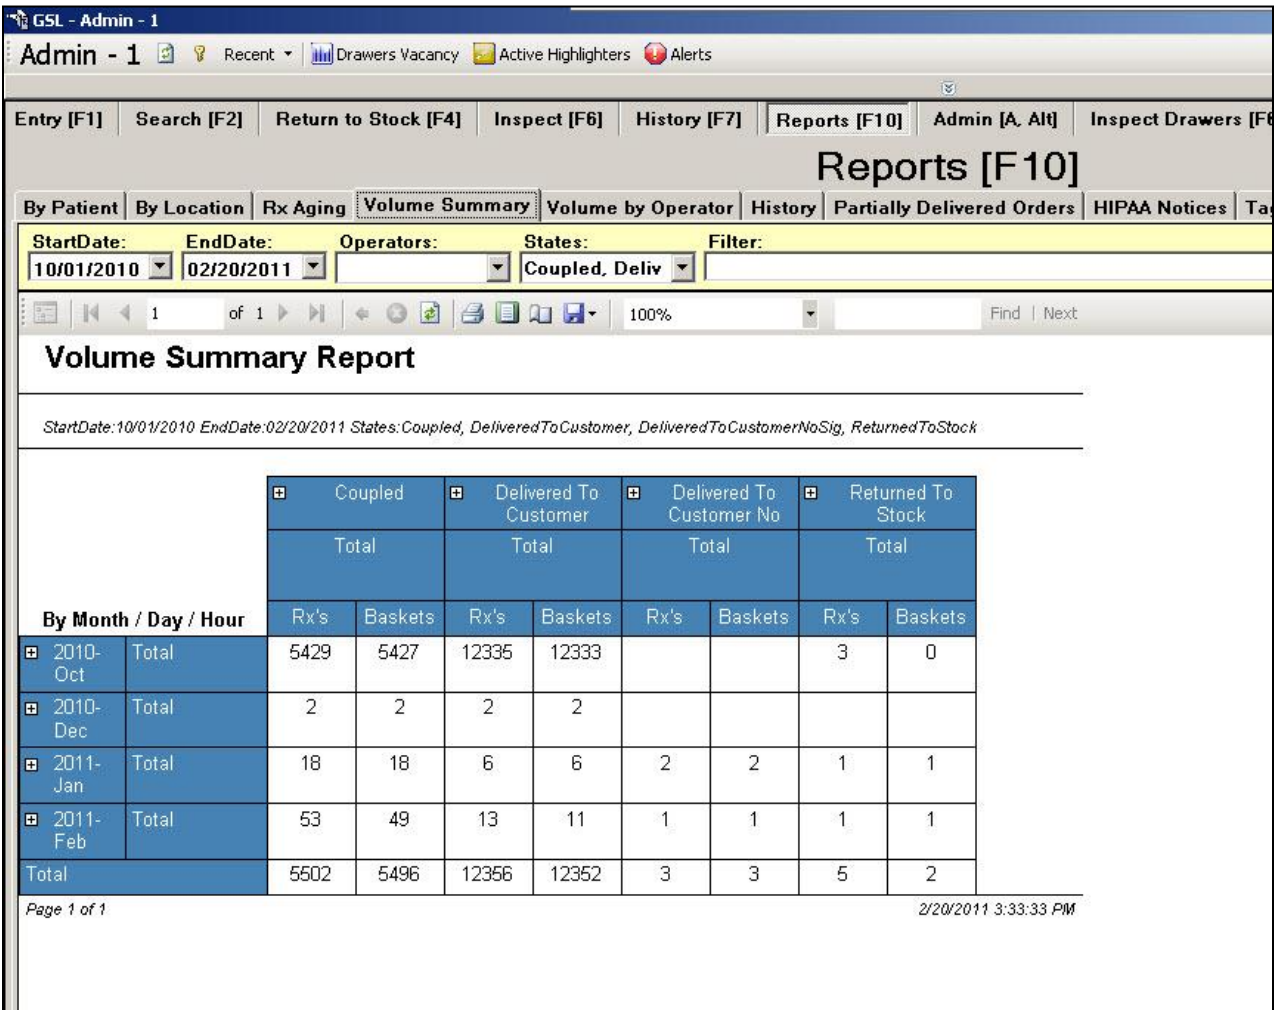 GSL - Admin - 1
Admin - 1 Recent Drawers Vacancy Active Highlighters Alerts
Entry [F1] Search [F2] Return to Stock [F4] Inspect [F6] History [F7] Reports [F10] Admin [A, Alt] Inspect Drawers
Reports [F10]
By Patient By Location Rx Aging Volume Summary Volume by Operator History Partially Delivered Orders HIPAA Notices
StartDate: EndDate: Operators: States: Filter:
10/01/2010 02/20/2011 Coupled, Deliv
1 of 1 100% Find | Next
Volume Summary Report
StartDate:10/01/2010 EndDate:02/20/2011 States:Coupled, DeliveredToCustomer, DeliveredToCustomerNoSig, ReturnedToStock
Coupled Delivered To Delivered To Returned To
Customer Customer No Stock
Total Total Total Total
By Month / Day / Hour Rx's Baskets Rx's Baskets Rx's Baskets Rx's Baskets
2010- Total 5429 5427 12335 12333 3 0
Oct
2010- Total 2 2 2 2
Dec
2011- Total 18 18 6 6 2 2 1 1
Jan
2011- Total 53 49 13 11 1 1 1 1
Feb
Total 5502 5496 12356 12352 3 3 5 2
Page 1 of 1 2/20/2011 3:33:33 PM